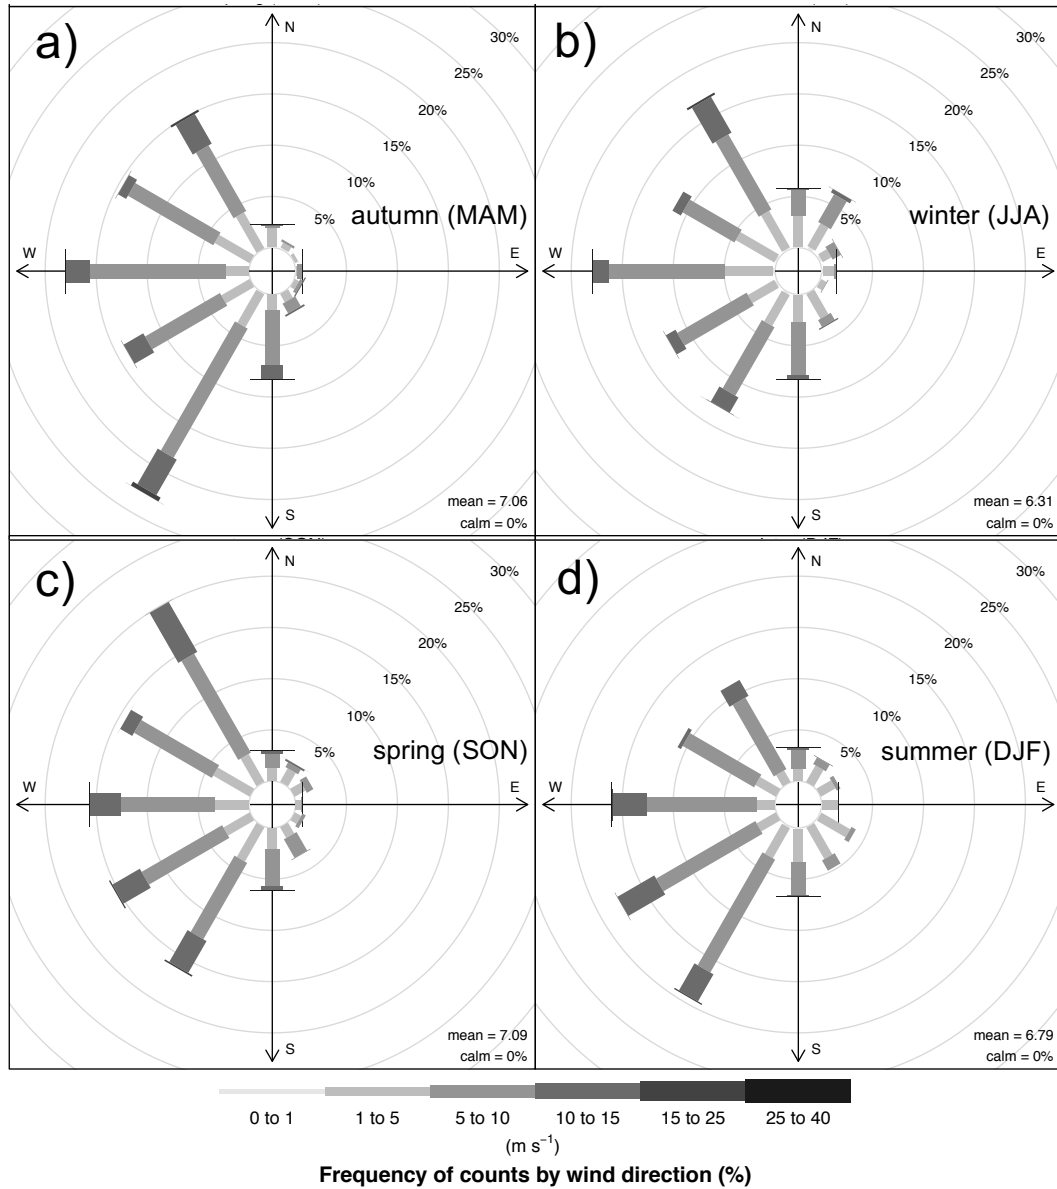 a)
N
30%
25%
20%
15%
10%
5%
autumn (MAM)
W
E
S
mean = 7.06
calm = 0%
b)
N
30%
25%
20%
15%
10%
5%
winter (JJA)
W
E
S
mean = 6.31
calm = 0%
c)
N
30%
25%
20%
15%
10%
5%
spring (SON)
W
E
S
mean = 7.09
calm = 0%
d)
N
30%
25%
20%
15%
10%
5%
summer (DJF)
W
E
S
mean = 6.79
calm = 0%
0 to 1 1 to 5 5 to 10 10 to 15 15 to 25 25 to 40
(m s⁻¹)
Frequency of counts by wind direction (%)